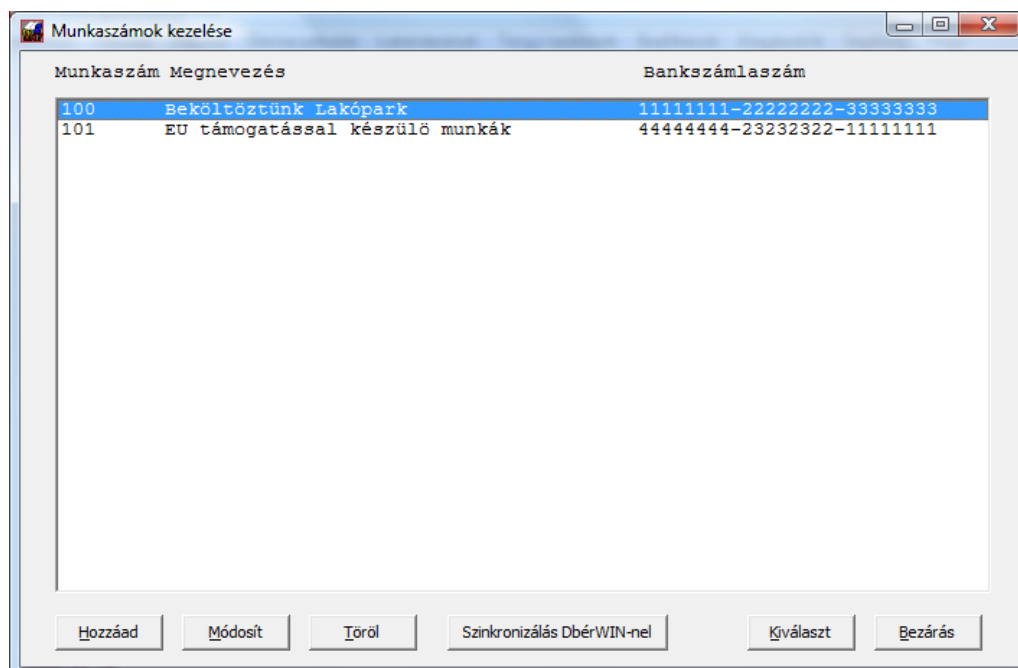 Munkaszámok kezelése
Munkaszám Megnevezés Bankszámlaszám
100 Beköltöztünk Lakópark 11111111-22222222-33333333
101 EU támogatással készülö munkák 44444444-23232322-11111111
Hozzáad Módosít Töröl Szinkronizálás DbérWIN-nel Kiválaszt Bezárás